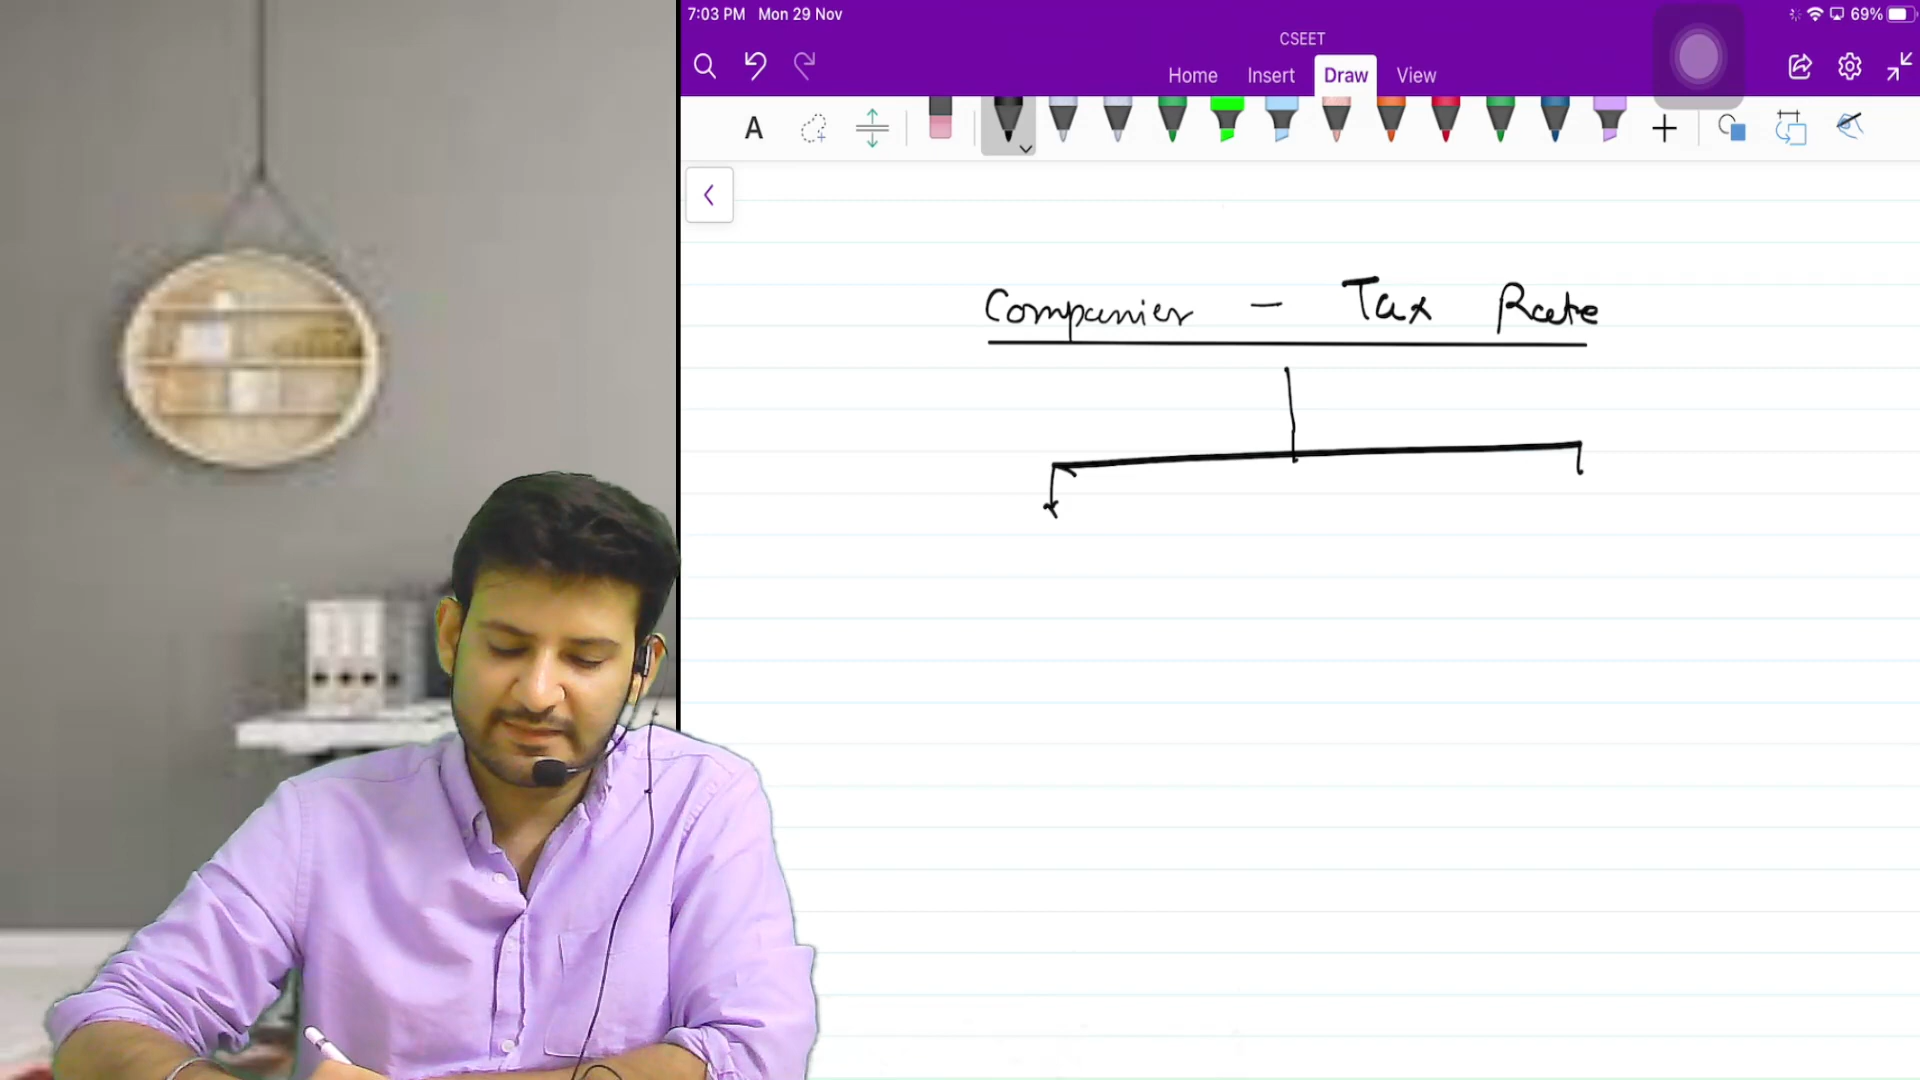 7:03 PM Mon 29 Nov
69%
CSEET
Home Insert Draw View
A
Companies - Tax Rate